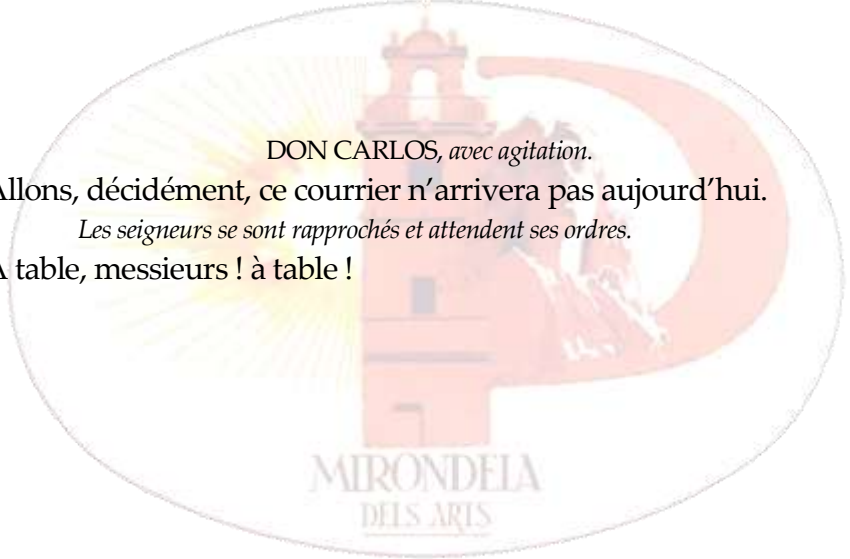 DON CARLOS, avec agitation.
Allons, décidément, ce courrier n’arrivera pas aujourd’hui.
Les seigneurs se sont rapprochés et attendent ses ordres.
À table, messieurs ! à table !
MIRONDELA
DELS ARTS